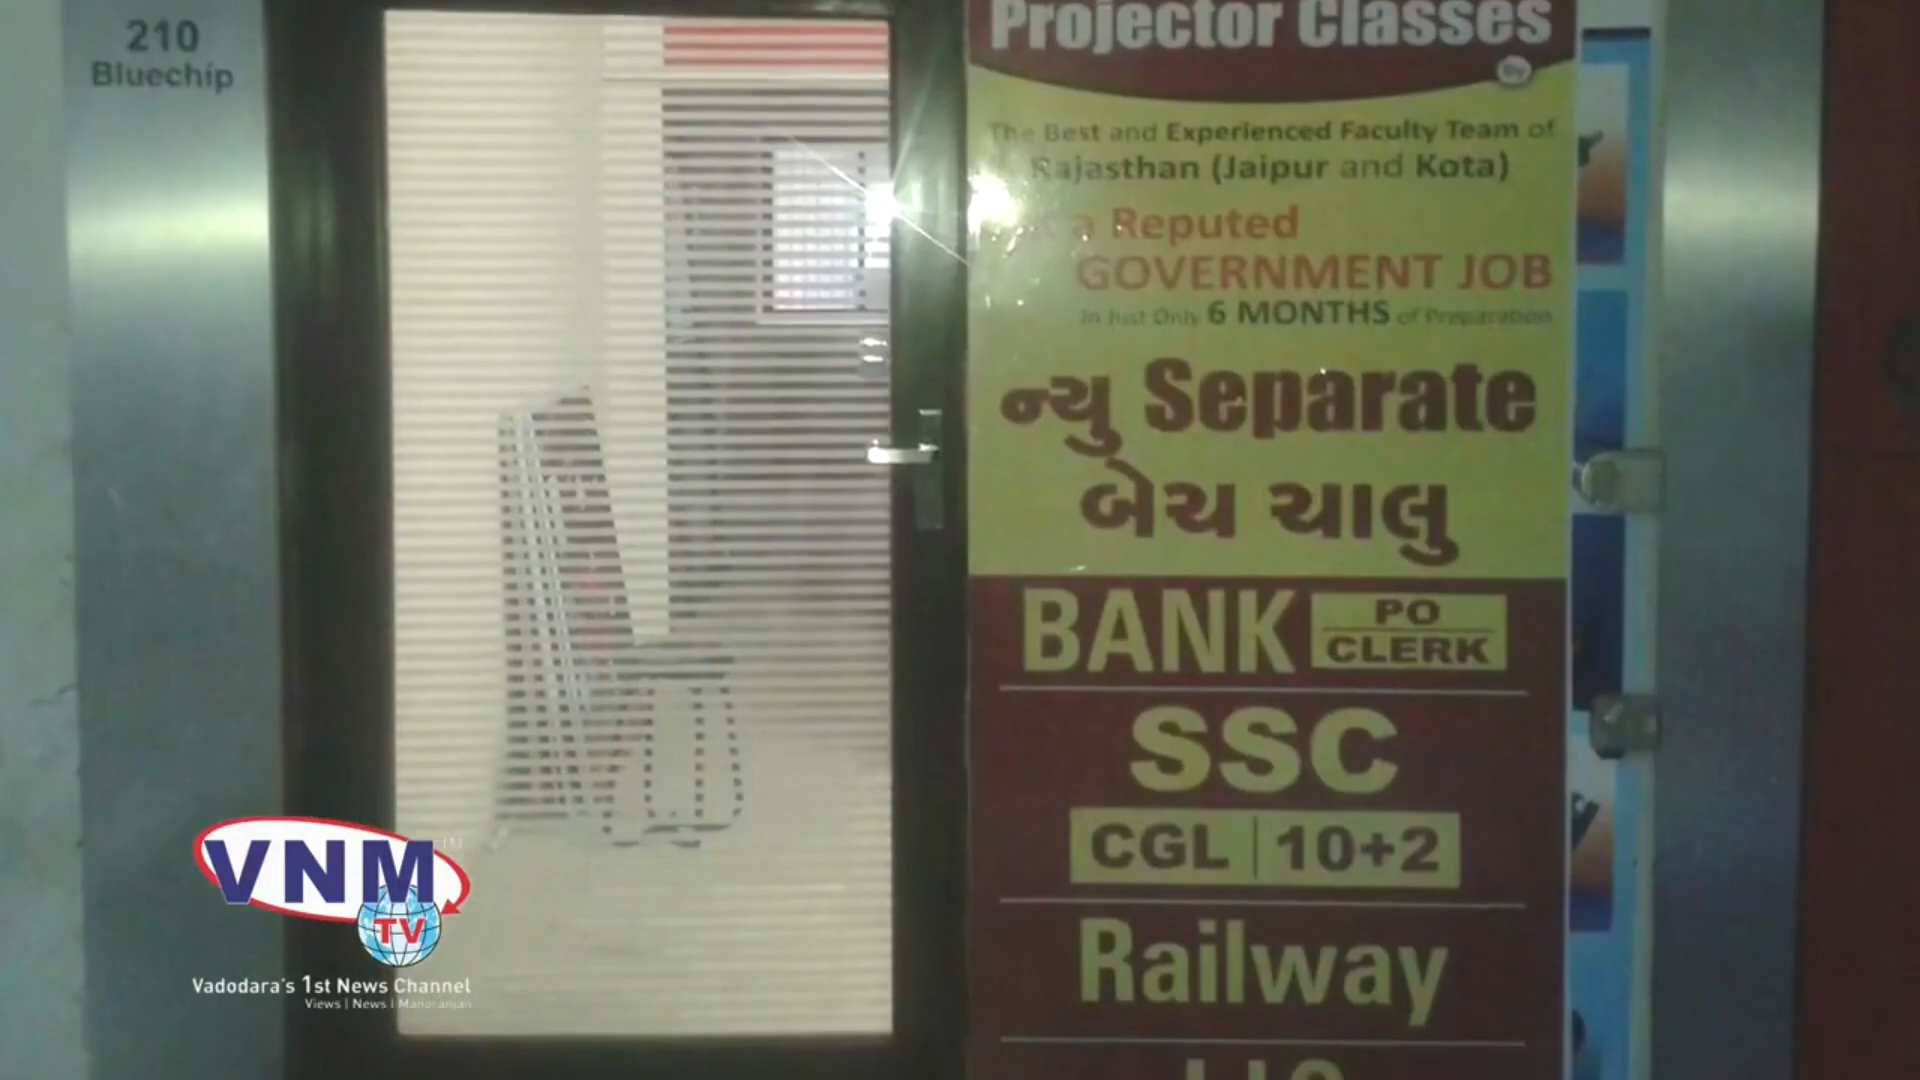 210
Bluechip
Projector Classes
By
The Best and Experienced Faculty Team of
Rajasthan (Jaipur and Kota)
a Reputed
GOVERNMENT JOB
In Just Only 6 MONTHS of Preparation
ન્યુ Separate
બેચ ચાલુ
BANK PO CLERK
SSC
CGL 10+2
Railway
VNM
TV
Vadodara's 1st News Channel
Views | News | Manoranjan